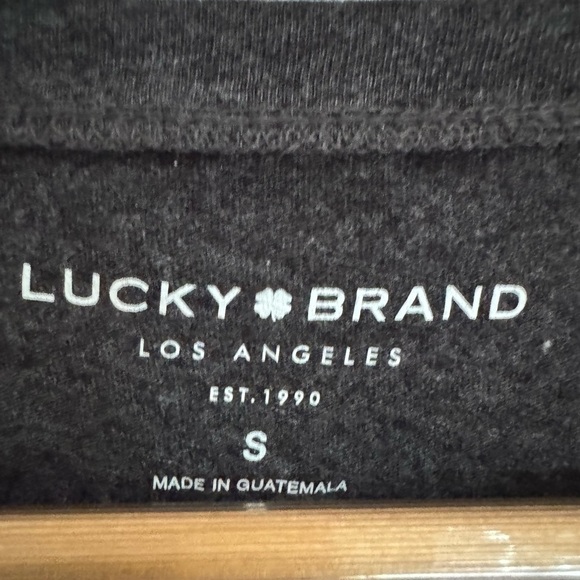 LUCKY BRAND
LOS ANGELES
EST. 1990
S
MADE IN GUATEMALA